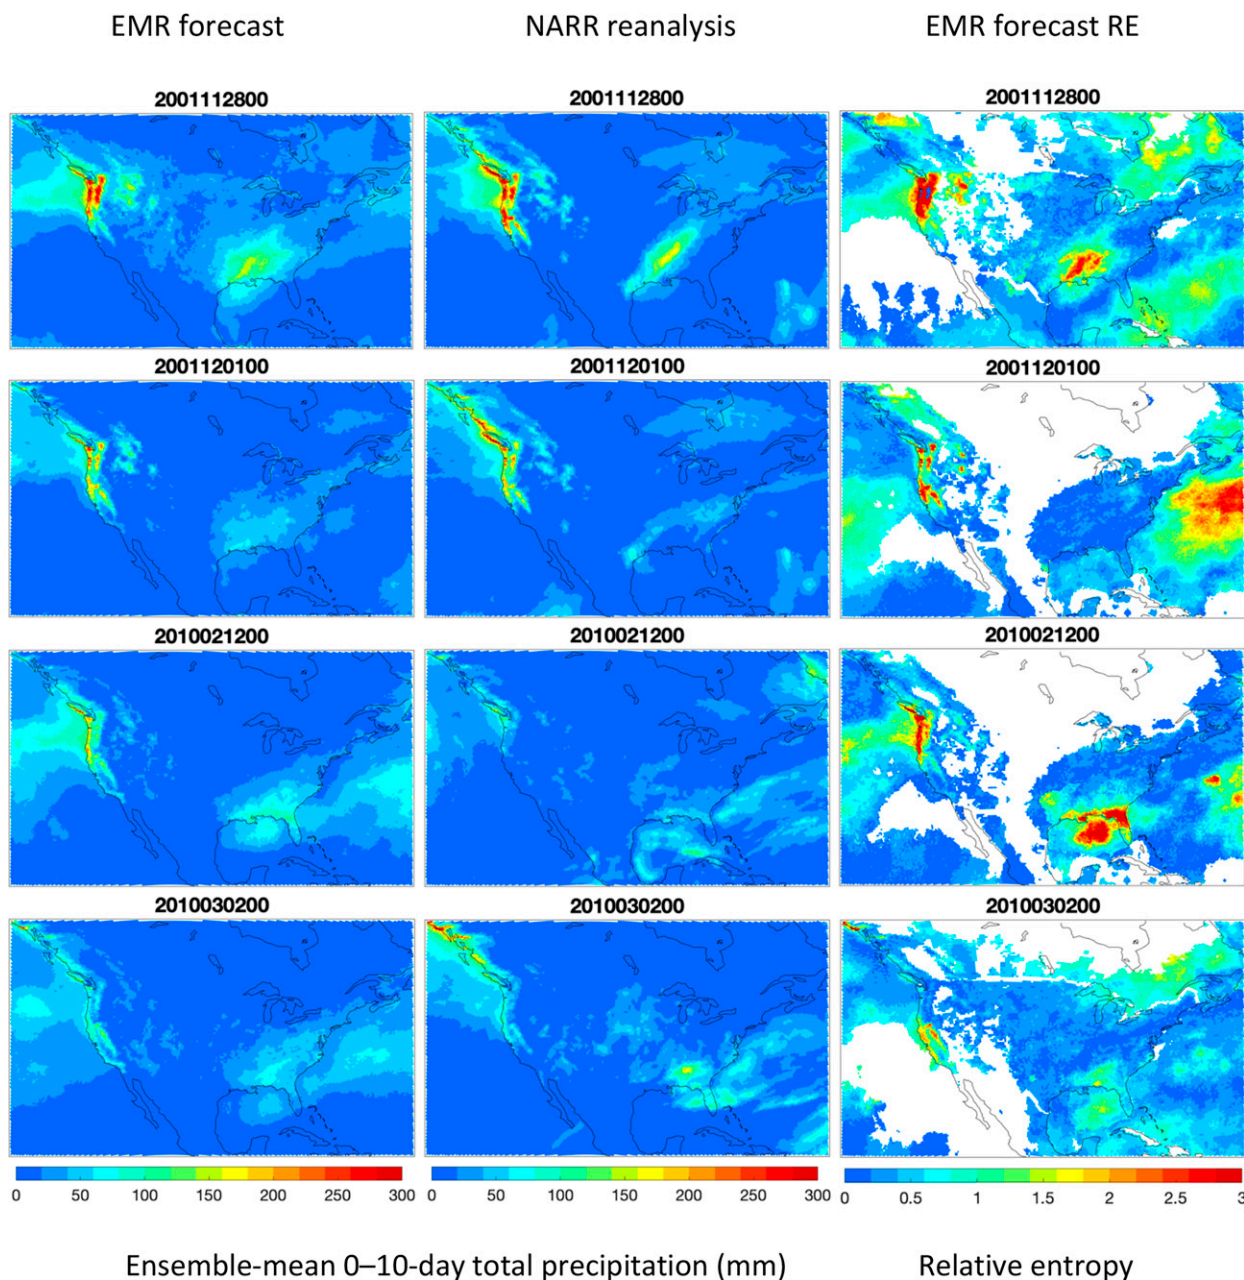 EMR forecast NARR reanalysis EMR forecast RE
2001112800 2001112800 2001112800
2001120100 2001120100 2001120100
2010021200 2010021200 2010021200
2010030200 2010030200 2010030200
0 50 100 150 200 250 300 0 50 100 150 200 250 300 0 0.5 1 1.5 2 2.5 3
Ensemble-mean 0–10-day total precipitation (mm) Relative entropy